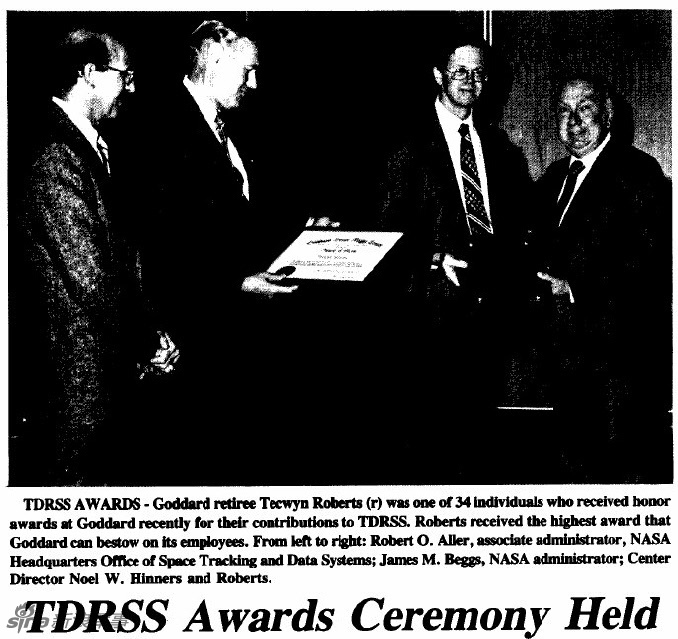 TDRSS AWARDS - Goddard retiree Tecwyn Roberts (r) was one of 34 individuals who received honor
awards at Goddard recently for their contributions to TDRSS. Roberts received the highest award that
Goddard can bestow on its employees. From left to right: Robert O. Aller, associate administrator, NASA
Headquarters Office of Space Tracking and Data Systems; James M. Beggs, NASA administrator; Center
Director Noel W. Hinners and Roberts.
TDRSS Awards Ceremony Held
sina